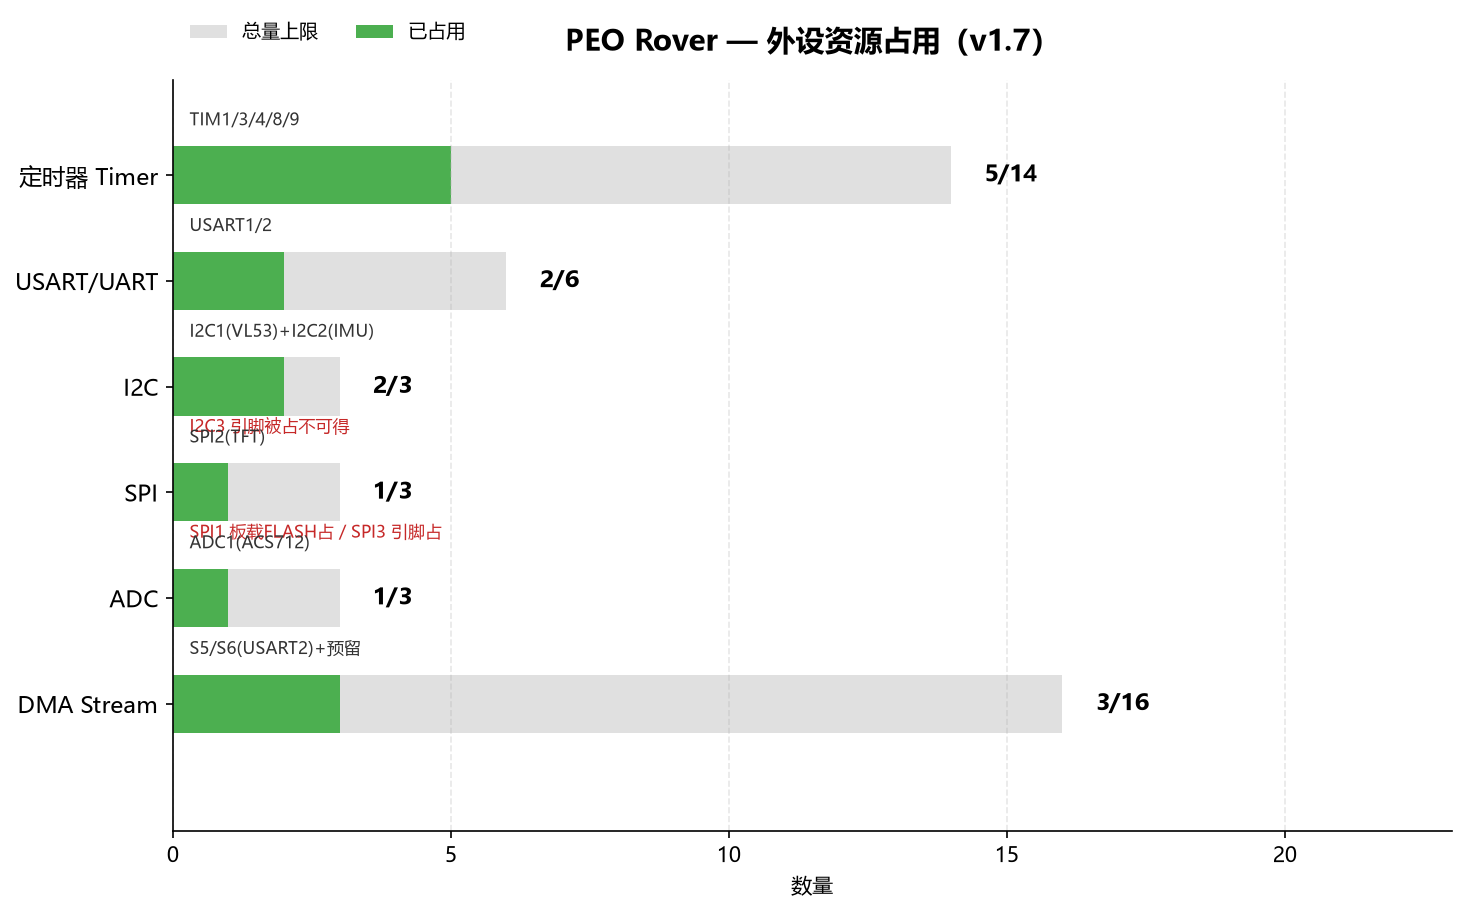 总量上限 已占用
PEO Rover — 外设资源占用（v1.7）
TIM1/3/4/8/9
定时器 Timer 5/14
USART1/2
USART/UART 2/6
I2C1(VL53)+I2C2(IMU)
I2C 2/3
I2C3 引脚被占不可得
SPI2(TFT)
SPI 1/3
SPI1 板载FLASH占 / SPI3 引脚占
ADC1(ACS712)
ADC 1/3
S5/S6(USART2)+预留
DMA Stream 3/16
0 5 10 15 20
数量